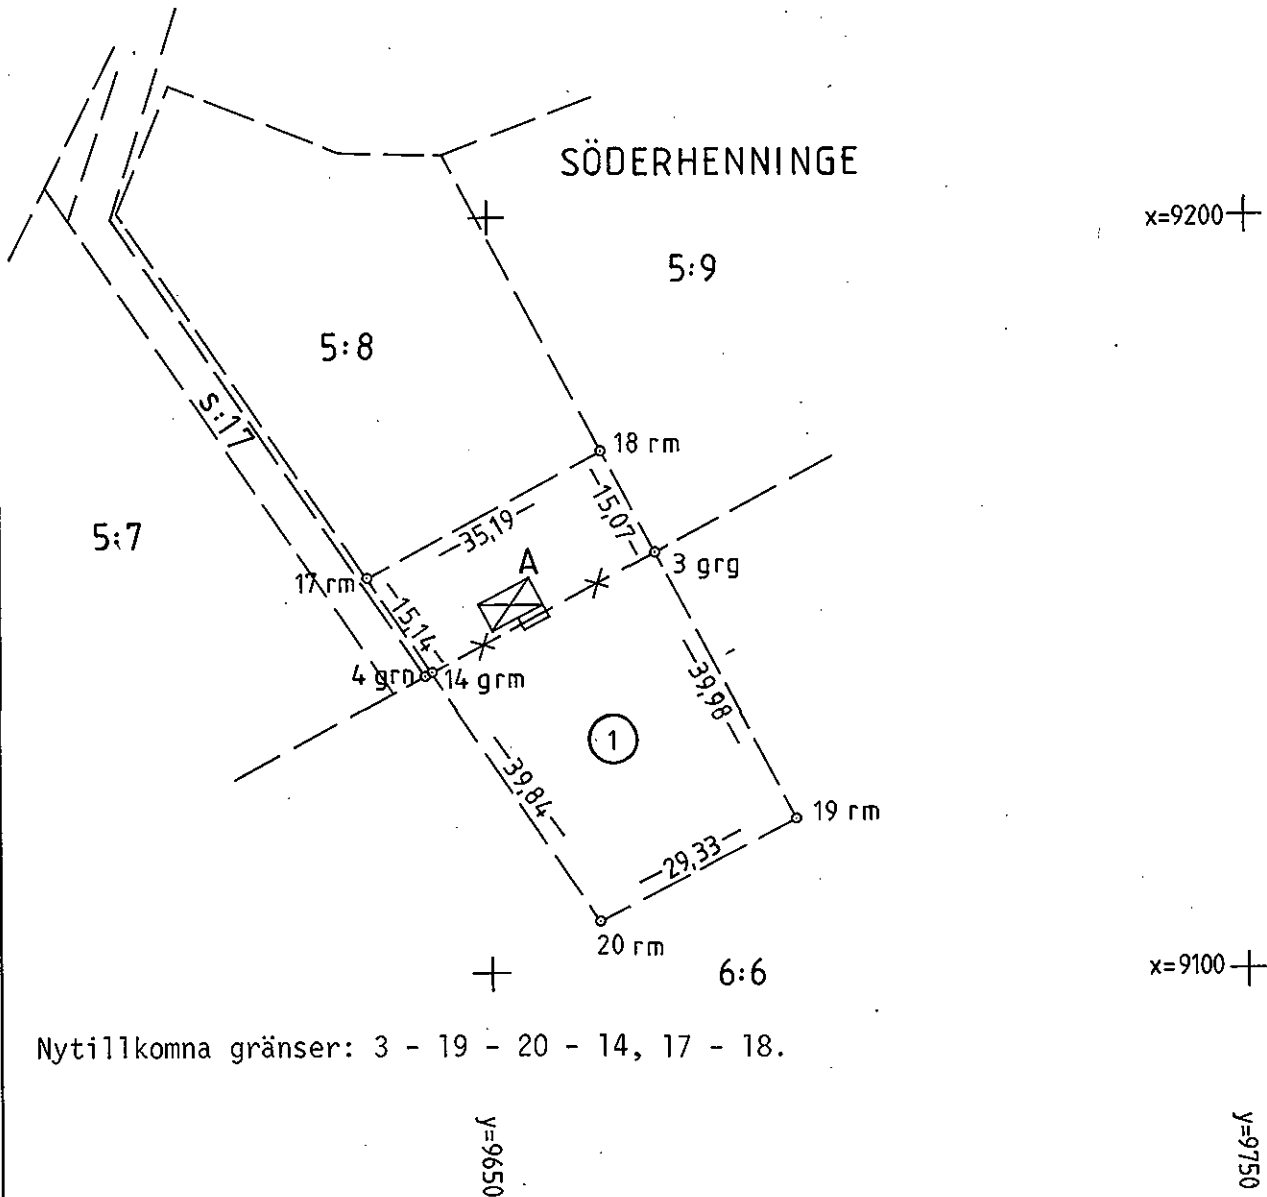 SÖDERHENNINGE
x=9200
5:9
5:8
s:17
18 rm
5:7
15,07
35,19
A
3 grg
17 rm
15,14
4 grn
14 grm
39,98
1
39,84
19 rm
29,33
20 rm
6:6
x=9100
Nytillkomna gränser: 3 - 19 - 20 - 14, 17 - 18.
y=9650
y=9750